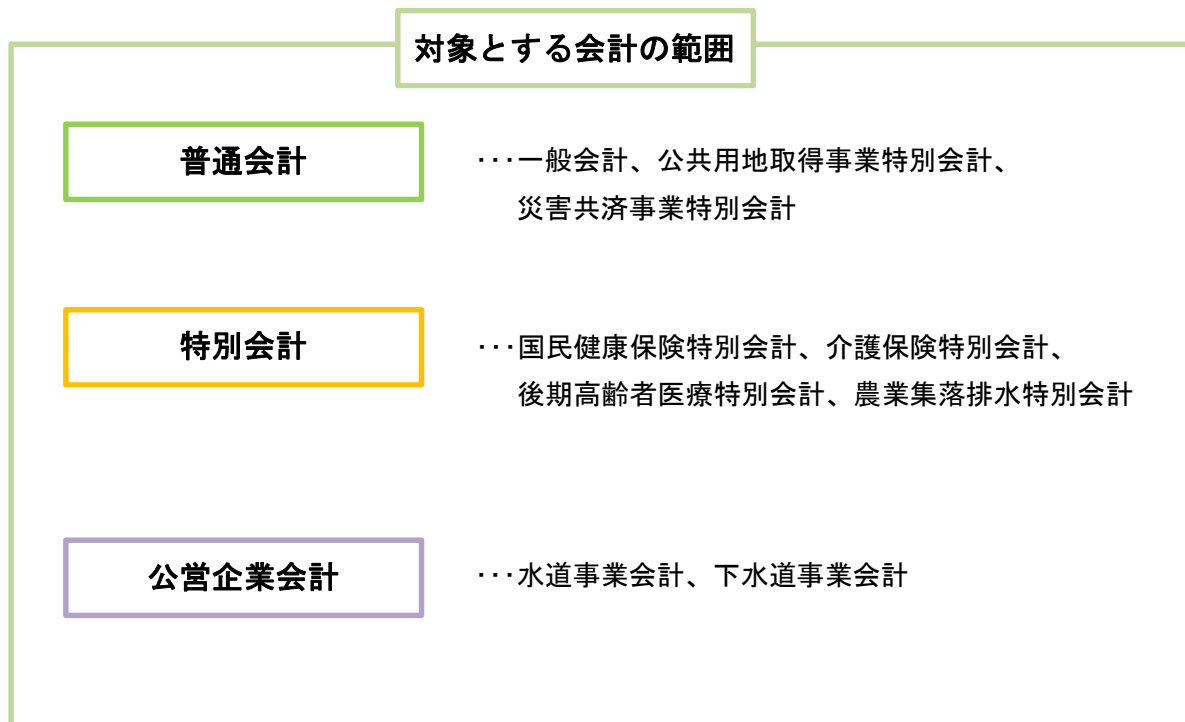 対象とする会計の範囲
普通会計
･･･一般会計、公共用地取得事業特別会計、
災害共済事業特別会計
特別会計
･･･国民健康保険特別会計、介護保険特別会計、
後期高齢者医療特別会計、農業集落排水特別会計
公営企業会計
･･･水道事業会計、下水道事業会計